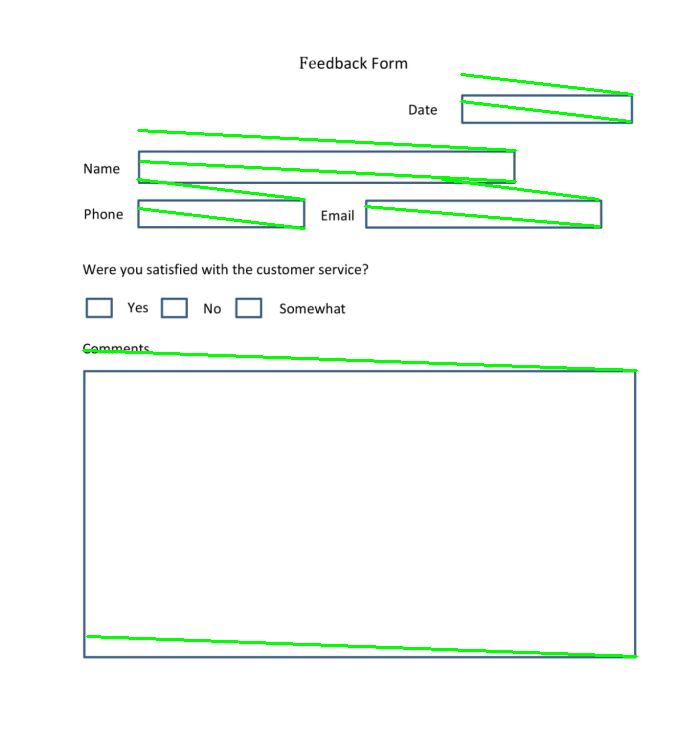 Feedback Form
Date
Name
Phone Email
Were you satisfied with the customer service?
Yes No Somewhat
Comments